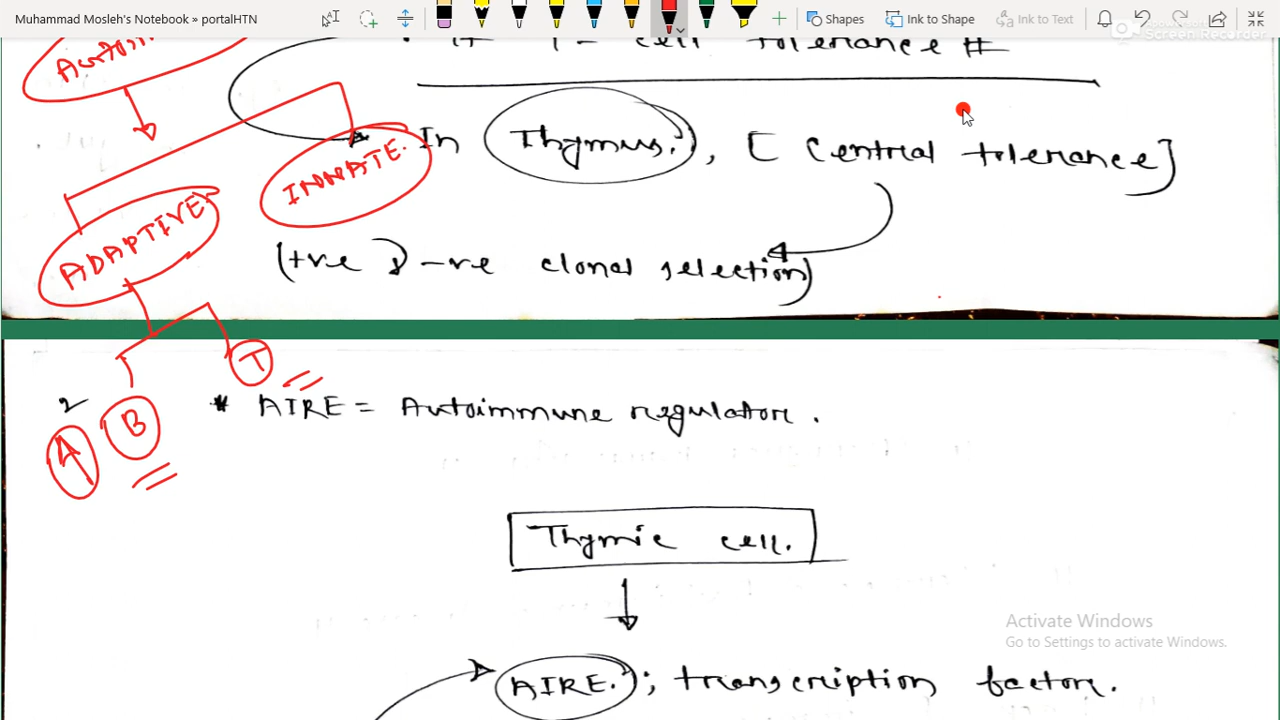 Muhammad Mosleh's Notebook » portalHTN
Shapes
Ink to Shape
Ink to Text
Screen Recorder
T - cell tolerance #
In Thymus, [Central tolerance]
INNATE.
ADAPTIVE
(+ve & -ve clonal selection)
T
B
A
* AIRE = Autoimmune regulator.
Thymic cell.
Activate Windows
Go to Settings to activate Windows.
AIRE. ; transcription factor.